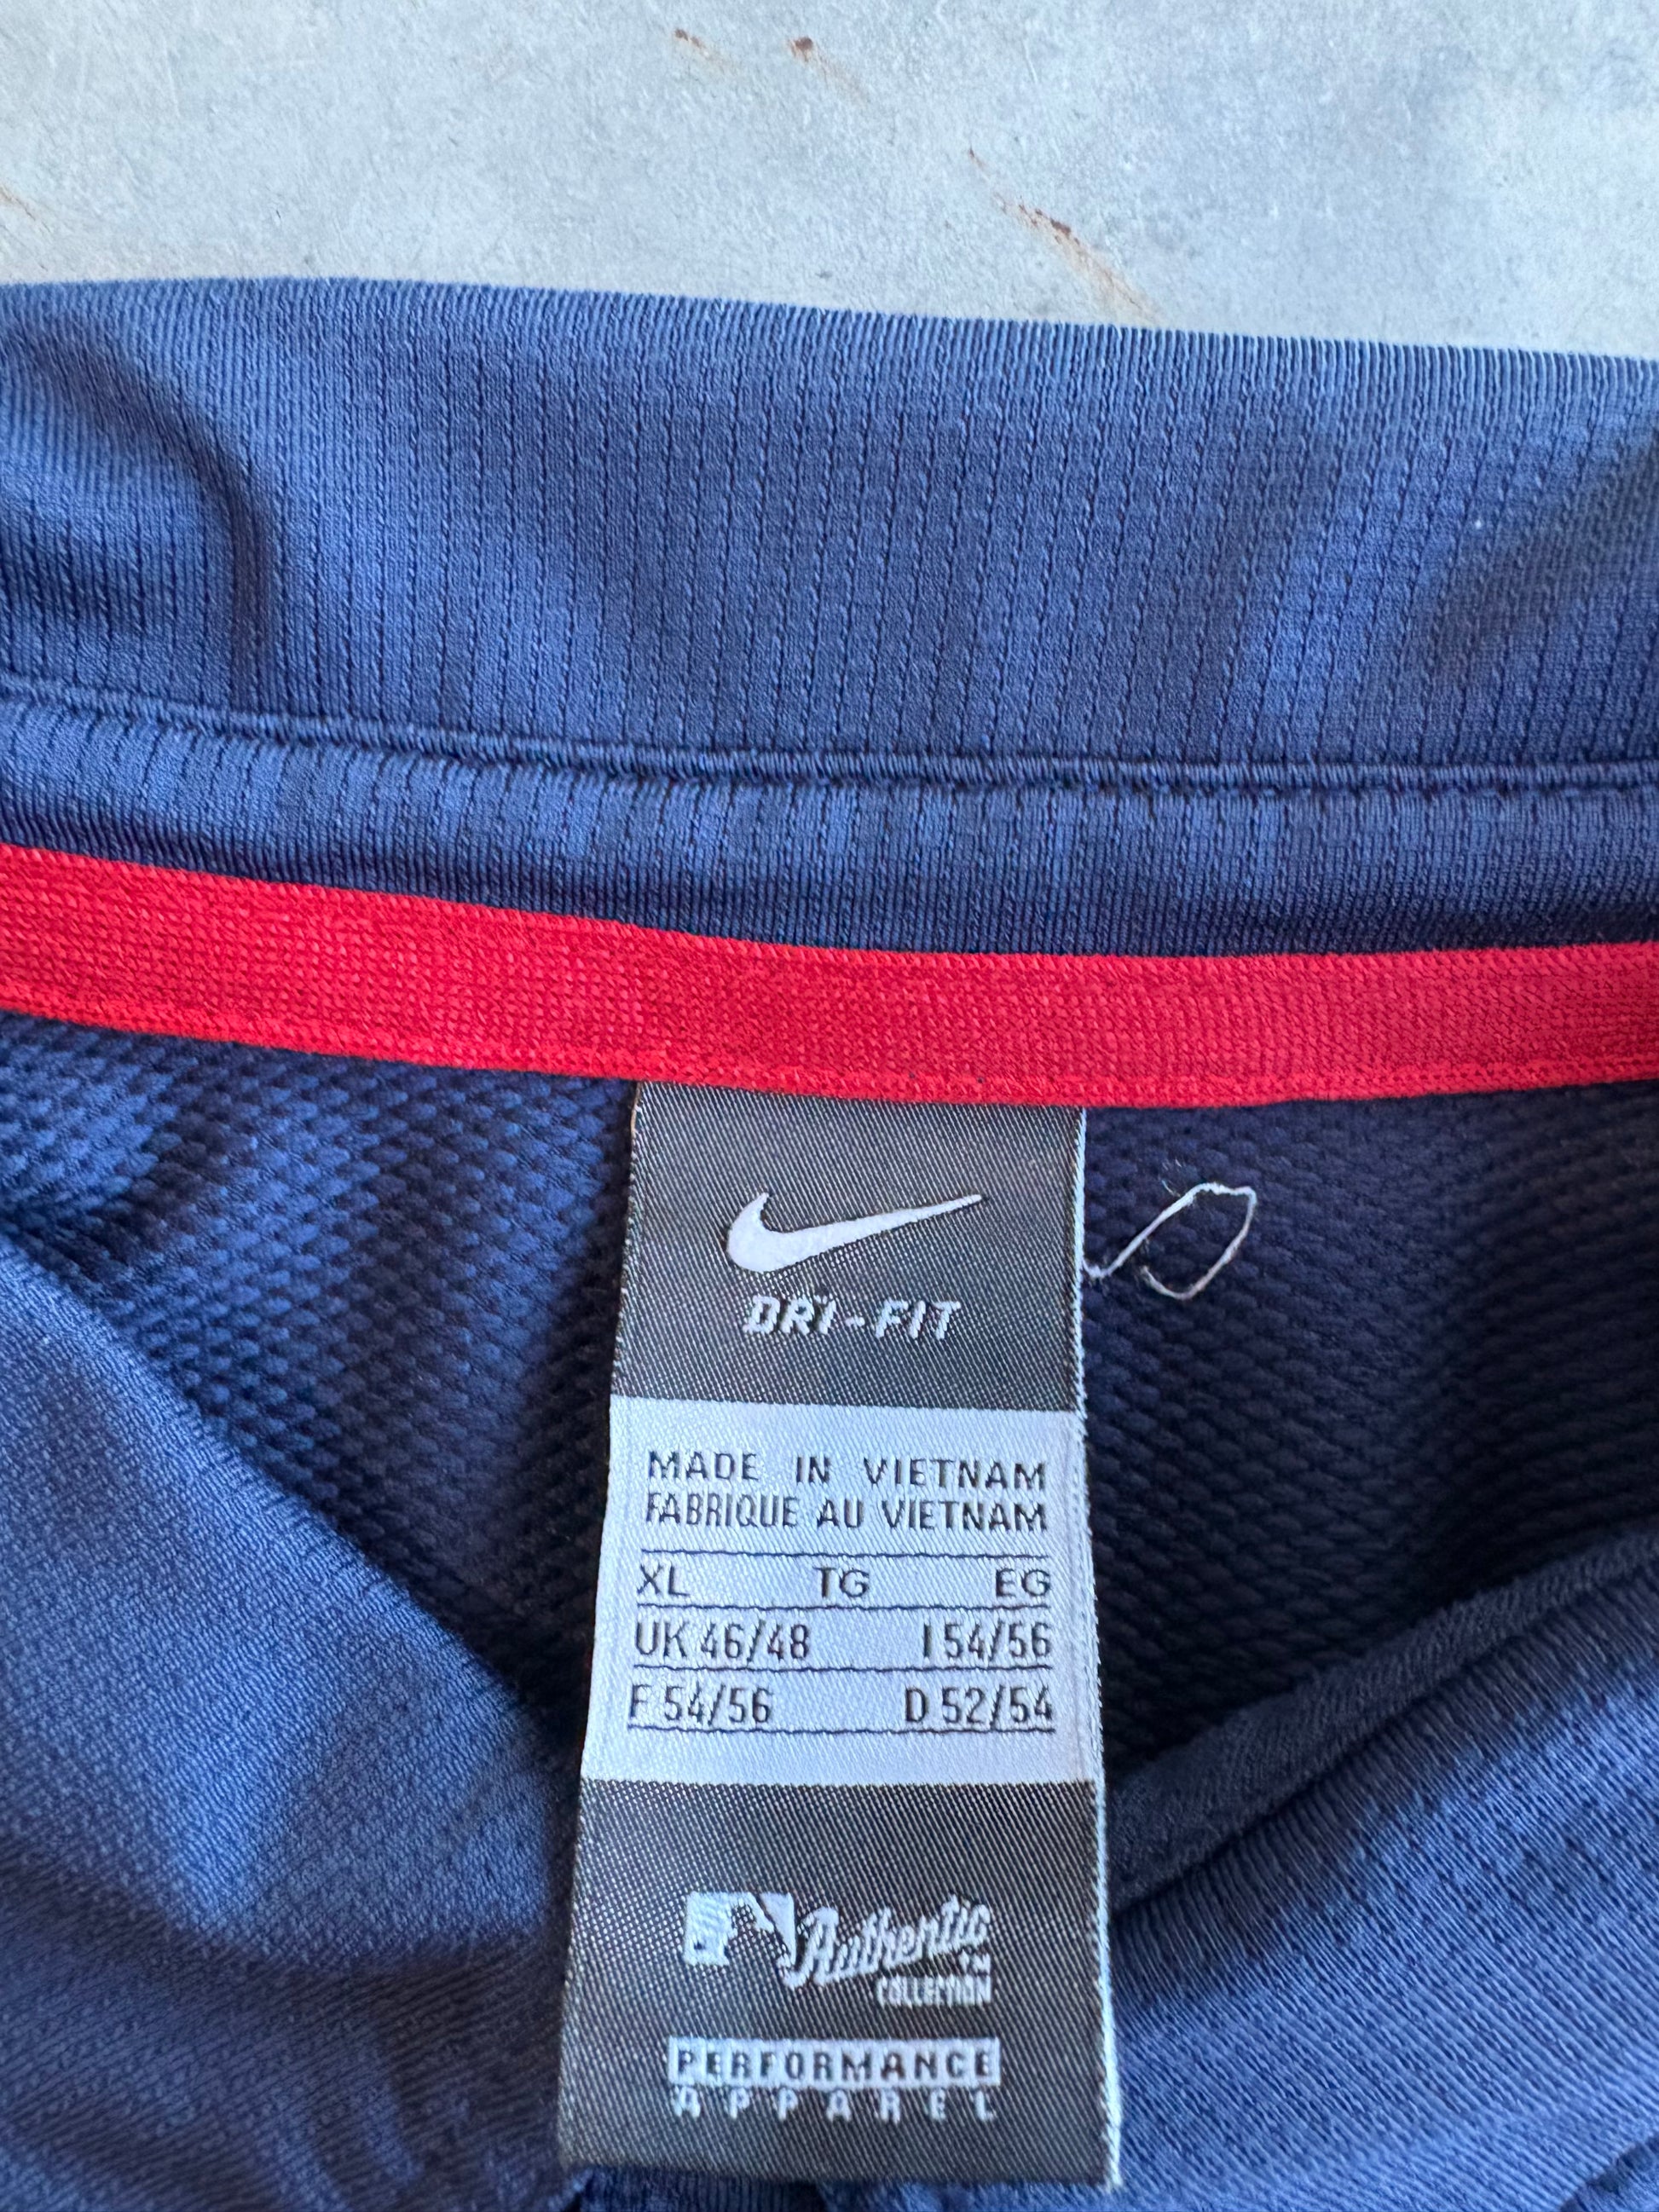 DRI-FIT
MADE IN VIETNAM
FABRIQUE AU VIETNAM
XL TG EG
UK 46/48 I 54/56
F 54/56 D 52/54
Authentic
TM
COLLECTION
PERFORMANCE
APPAREL